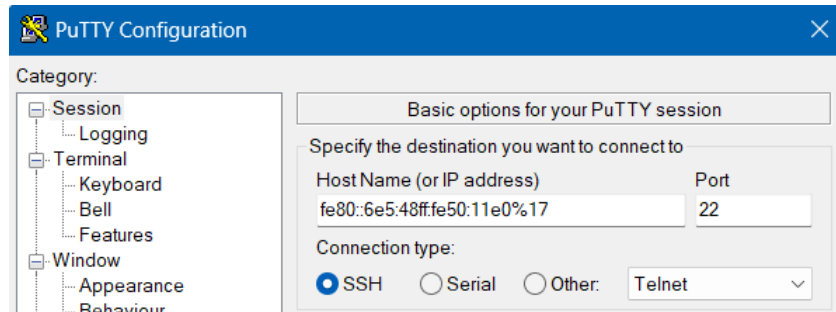 PuTTY Configuration
Category:
Session
Logging
Terminal
Keyboard
Bell
Features
Window
Appearance
Behaviour
Basic options for your PuTTY session
Specify the destination you want to connect to
Host Name (or IP address) Port
fe80::6e5:48ff:fe50:11e0%17 22
Connection type:
SSH Serial Other: Telnet